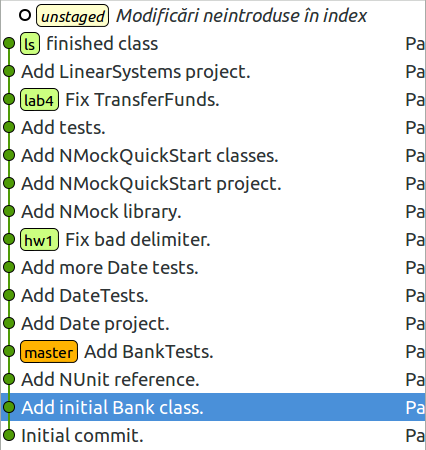 unstaged Modificări neintroduse în index
ls finished class Pa
Add LinearSystems project. Pa
lab4 Fix TransferFunds. Pa
Add tests. Pa
Add NMockQuickStart classes. Pa
Add NMockQuickStart project. Pa
Add NMock library. Pa
hw1 Fix bad delimiter. Pa
Add more Date tests. Pa
Add DateTests. Pa
Add Date project. Pa
master Add BankTests. Pa
Add NUnit reference. Pa
Add initial Bank class. Pa
Initial commit. Pa